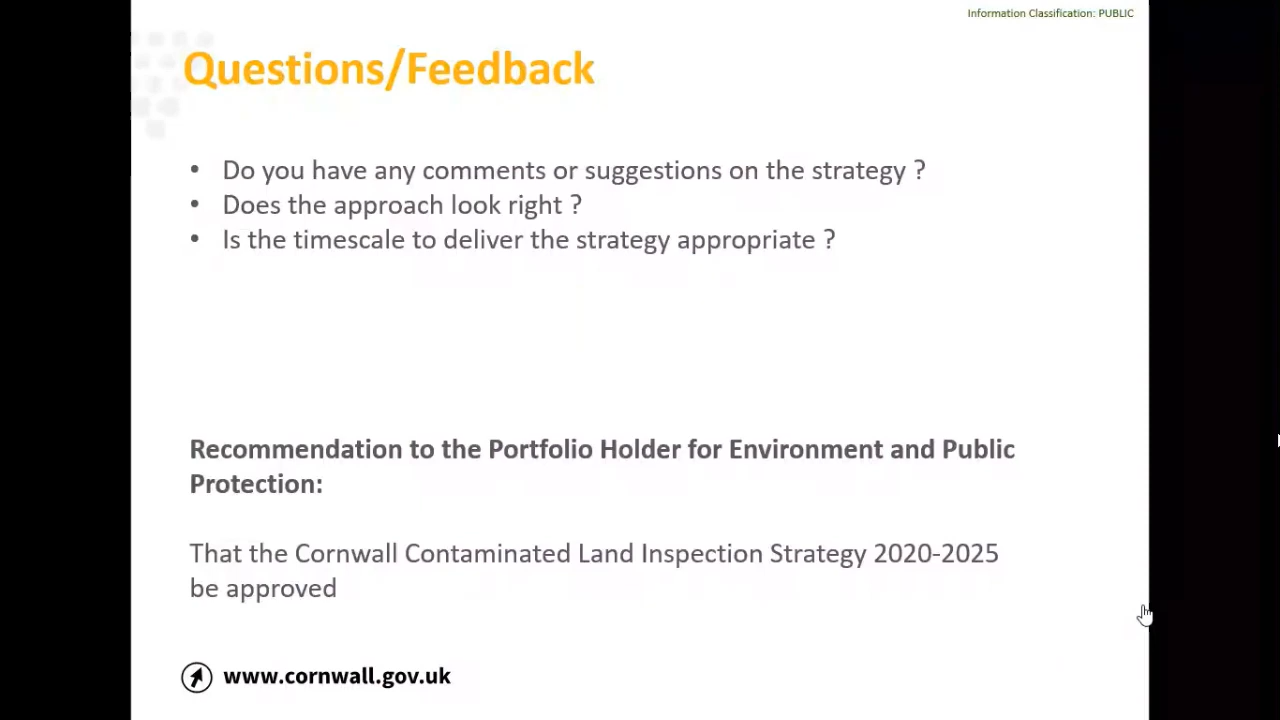 Information Classification: PUBLIC
Questions/Feedback
• Do you have any comments or suggestions on the strategy ?
• Does the approach look right ?
• Is the timescale to deliver the strategy appropriate ?
Recommendation to the Portfolio Holder for Environment and Public
Protection:
That the Cornwall Contaminated Land Inspection Strategy 2020-2025
be approved
www.cornwall.gov.uk